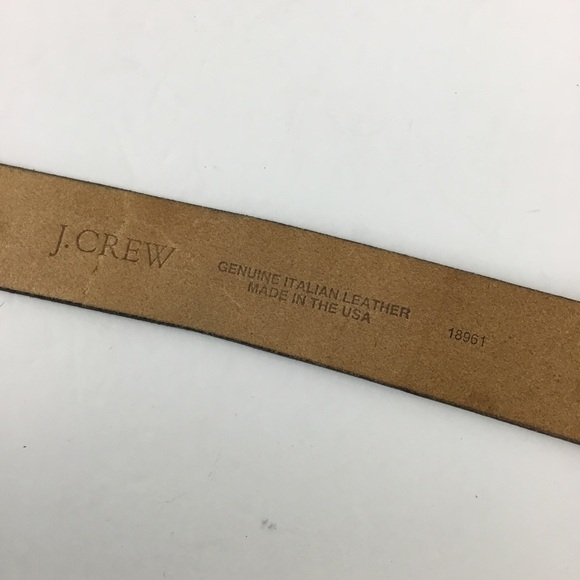 J.CREW
GENUINE ITALIAN LEATHER
MADE IN THE USA
18961